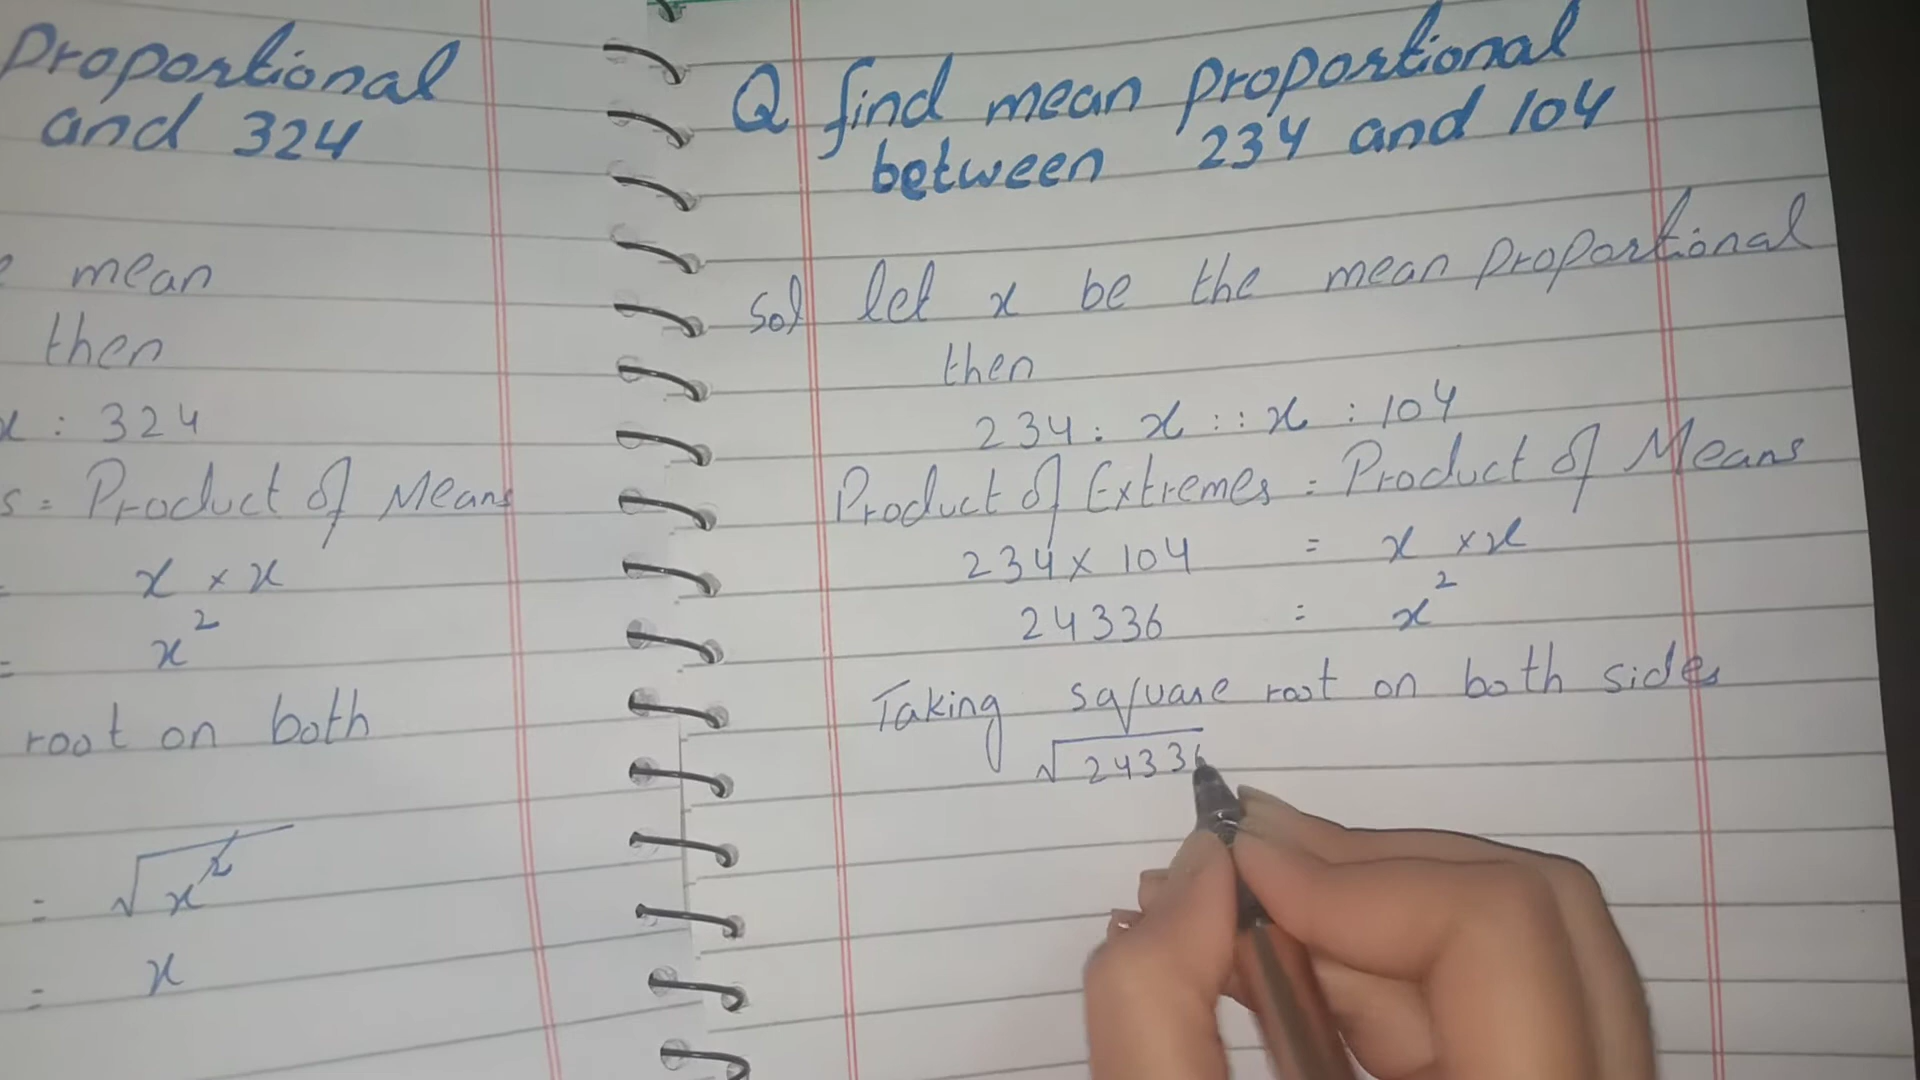 Proportional
and 324
mean
then
x : 324
s = Product of Means
= x × x
= x²
root on both
= √x²
= x
Q find mean proportional
between 234 and 104
Sol let x be the mean proportional
then
234 : x :: x : 104
Product of Extremes = Product of Means
234 × 104 = x × x
24336 = x²
Taking square root on both sides
√24336